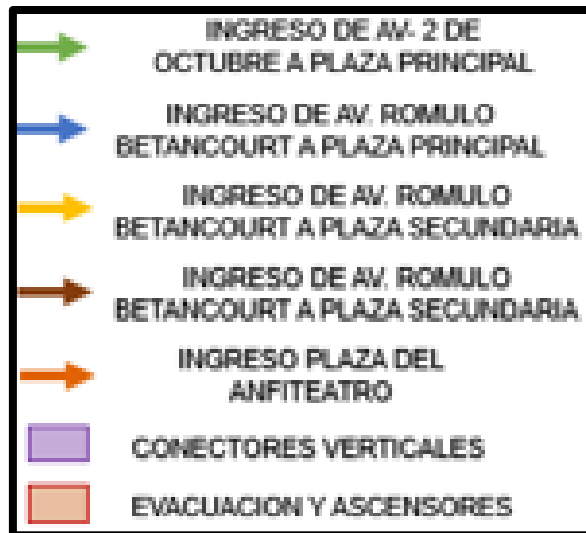 INGRESO DE AV- 2 DE
OCTUBRE A PLAZA PRINCIPAL
INGRESO DE AV. ROMULO
BETANCOURT A PLAZA PRINCIPAL
INGRESO DE AV. ROMULO
BETANCOURT A PLAZA SECUNDARIA
INGRESO DE AV. ROMULO
BETANCOURT A PLAZA SECUNDARIA
INGRESO PLAZA DEL
ANFITEATRO
CONECTORES VERTICALES
EVACUACION Y ASCENSORES